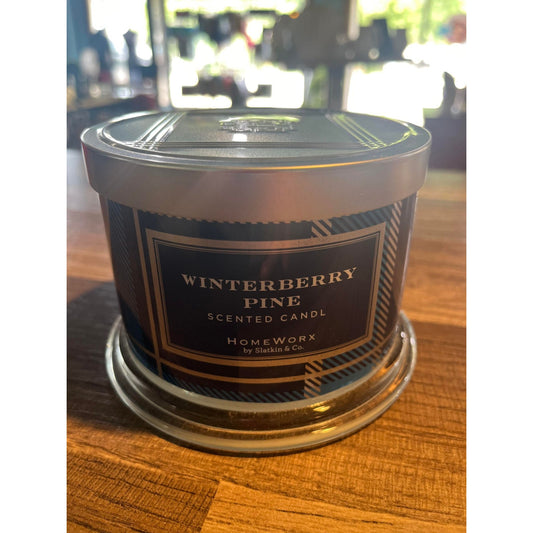 WINTERBERRY
PINE
SCENTED CANDL
HOMEWORX
by Slatkin & Co.